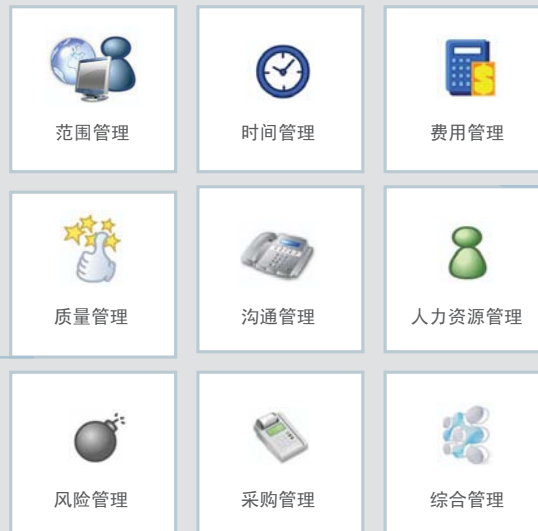 范围管理
时间管理
费用管理
质量管理
沟通管理
人力资源管理
风险管理
采购管理
综合管理